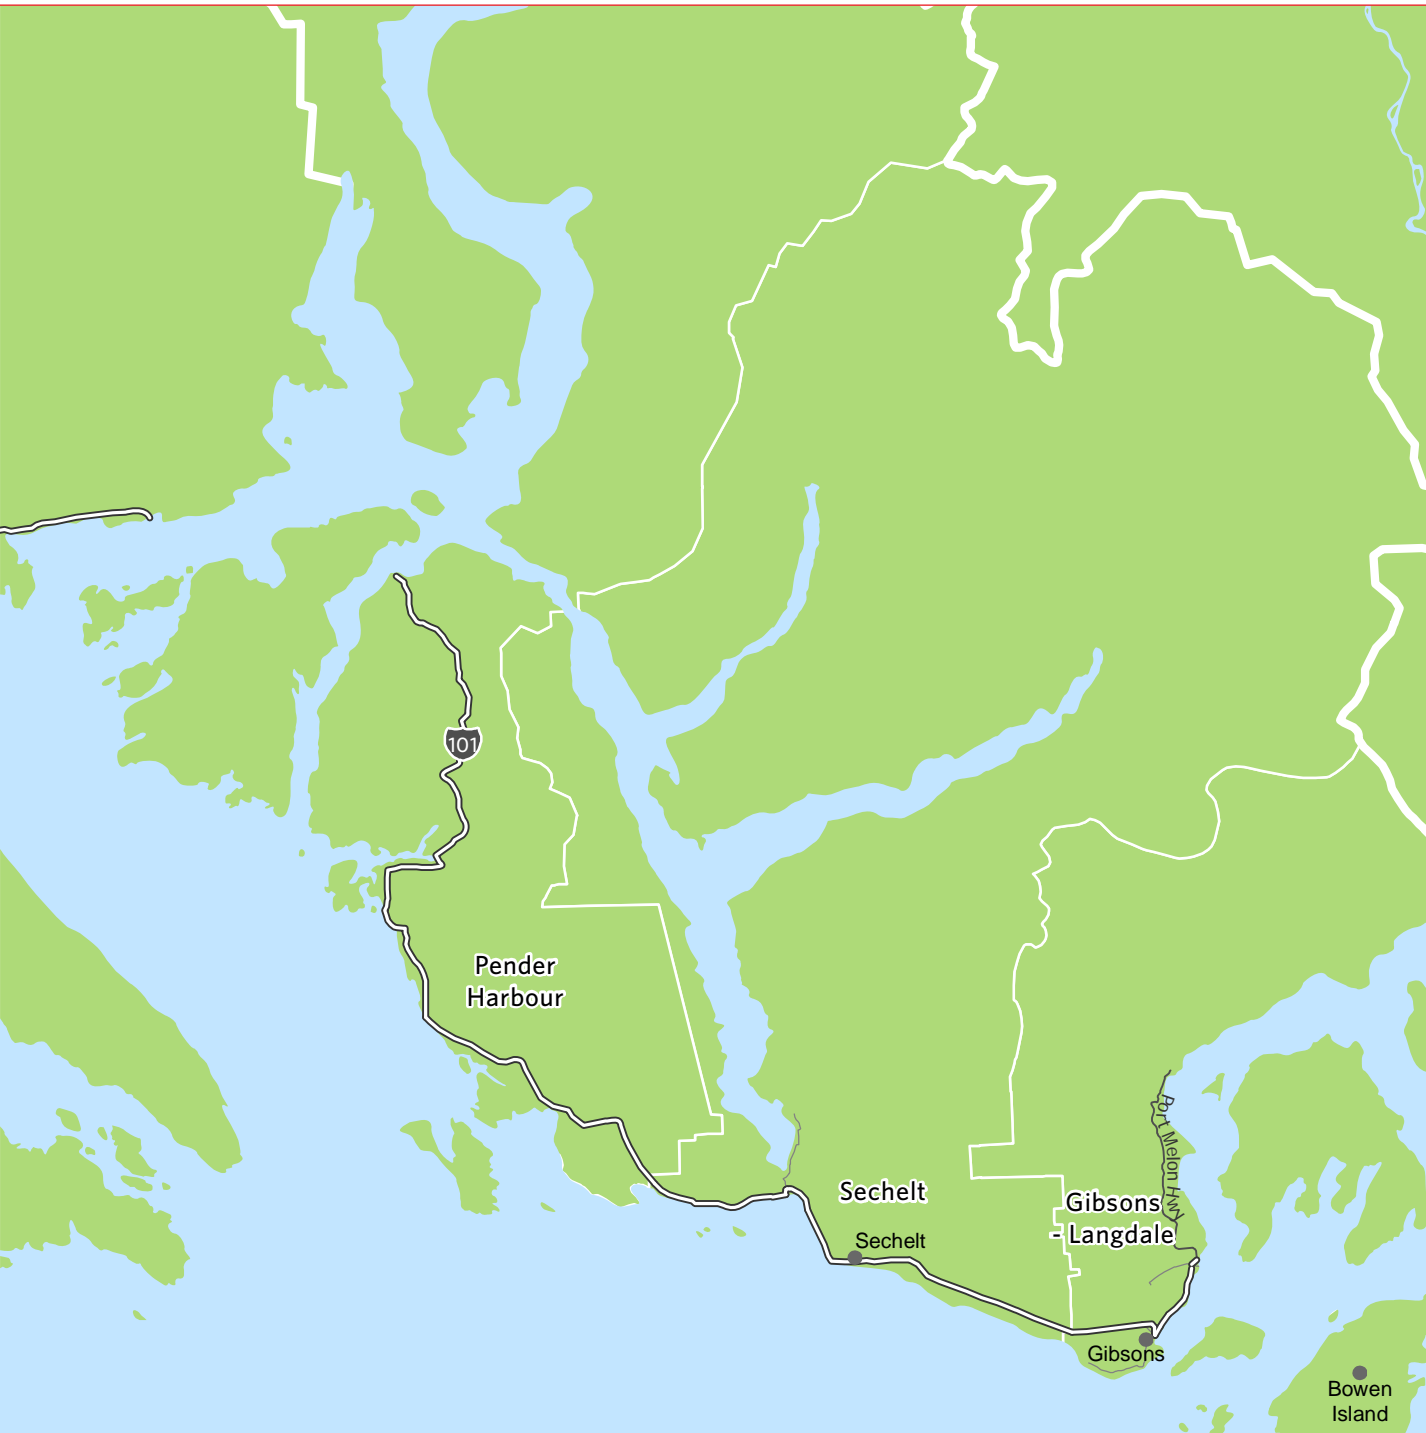 101
Pender
Harbour
Port Melon Hwy
Sechelt
Gibsons
- Langdale
Sechelt
Gibsons
Bowen
Island